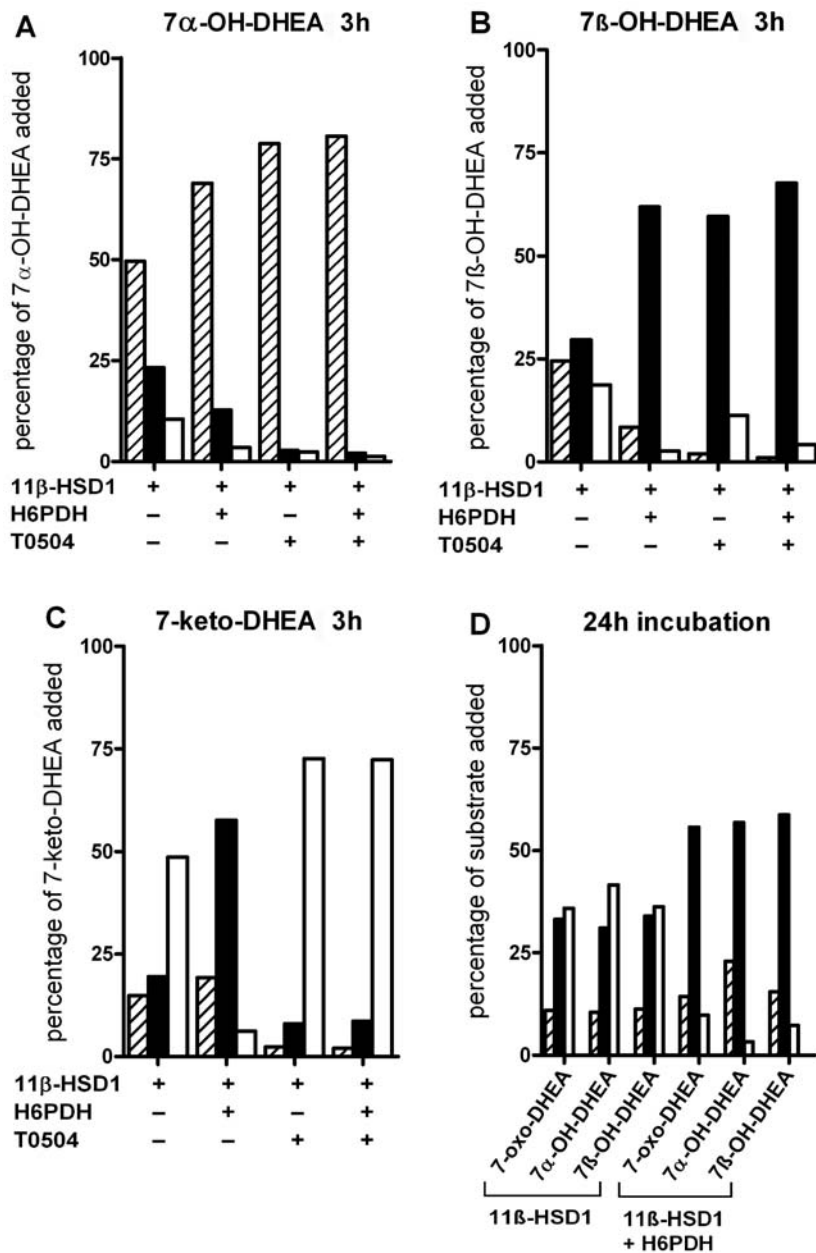 A
7α-OH-DHEA 3h
percentage of 7α-OH-DHEA added
100
75
50
25
0
11β-HSD1 + + + +
H6PDH – + – +
T0504 – – + +
B
7ß-OH-DHEA 3h
percentage of 7ß-OH-DHEA added
100
75
50
25
0
11β-HSD1 + + + +
H6PDH – + – +
T0504 – – + +
C
7-keto-DHEA 3h
percentage of 7-keto-DHEA added
100
75
50
25
0
11β-HSD1 + + + +
H6PDH – + – +
T0504 – – + +
D
24h incubation
percentage of substrate added
100
75
50
25
0
7-oxo-DHEA
7α-OH-DHEA
7ß-OH-DHEA
7-oxo-DHEA
7α-OH-DHEA
7ß-OH-DHEA
11ß-HSD1
11ß-HSD1
+ H6PDH